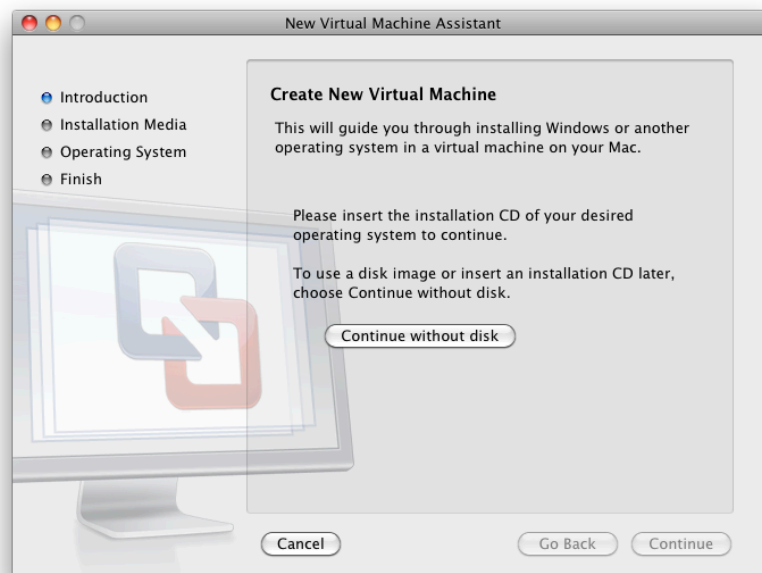 New Virtual Machine Assistant
Introduction
Installation Media
Operating System
Finish
Create New Virtual Machine
This will guide you through installing Windows or another
operating system in a virtual machine on your Mac.
Please insert the installation CD of your desired
operating system to continue.
To use a disk image or insert an installation CD later,
choose Continue without disk.
Continue without disk
Cancel
Go Back
Continue